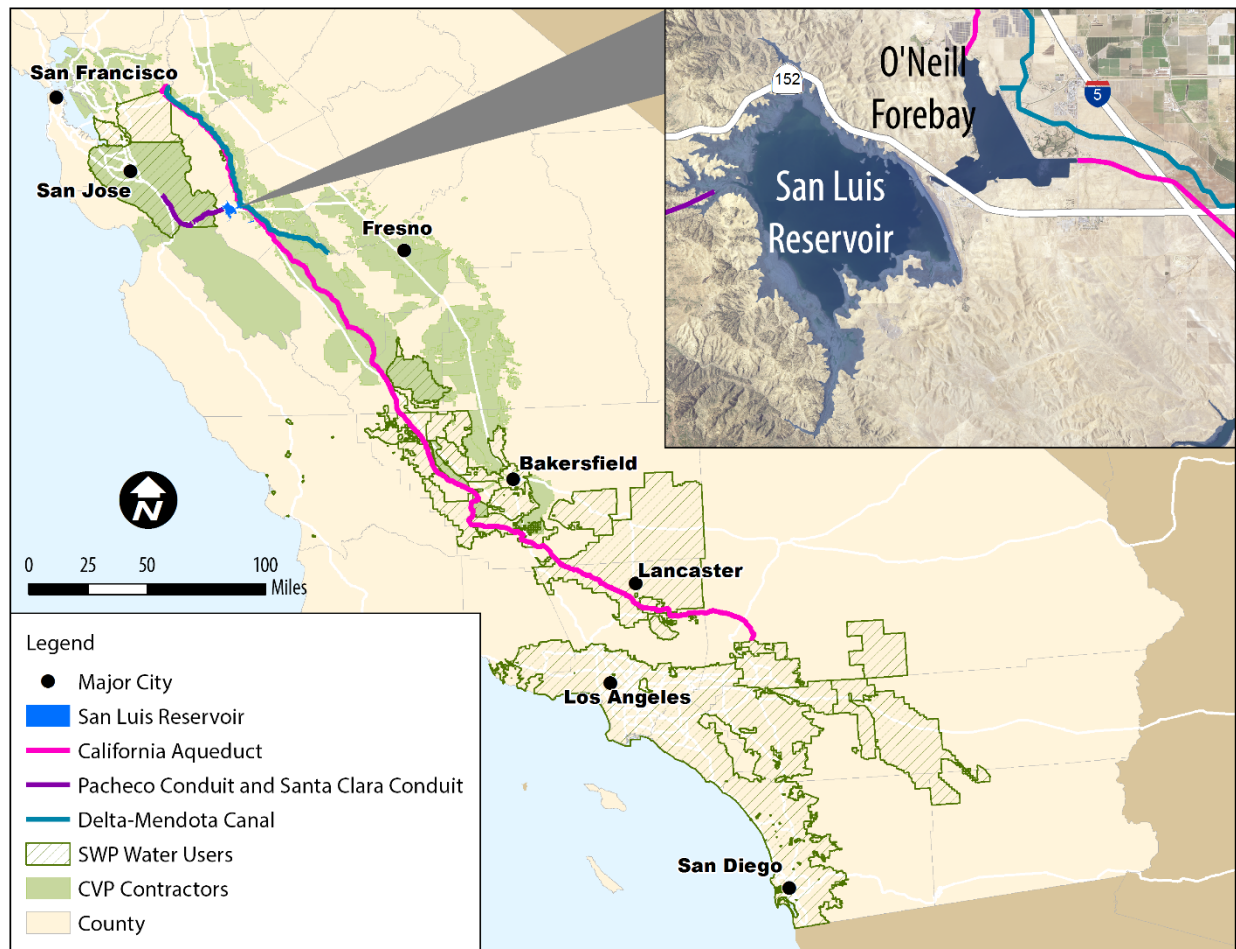 San Francisco
San Jose
Fresno
Bakersfield
Lancaster
Los Angeles
San Diego
152
O'Neill
Forebay
5
San Luis
Reservoir
N
0 25 50 100
Miles
Legend
Major City
San Luis Reservoir
California Aqueduct
Pacheco Conduit and Santa Clara Conduit
Delta-Mendota Canal
SWP Water Users
CVP Contractors
County